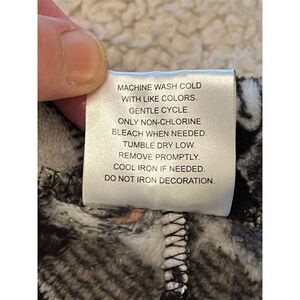 MACHINE WASH COLD
WITH LIKE COLORS.
GENTLE CYCLE.
ONLY NON-CHLORINE
BLEACH WHEN NEEDED.
TUMBLE DRY LOW.
REMOVE PROMPTLY.
COOL IRON IF NEEDED.
DO NOT IRON DECORATION.